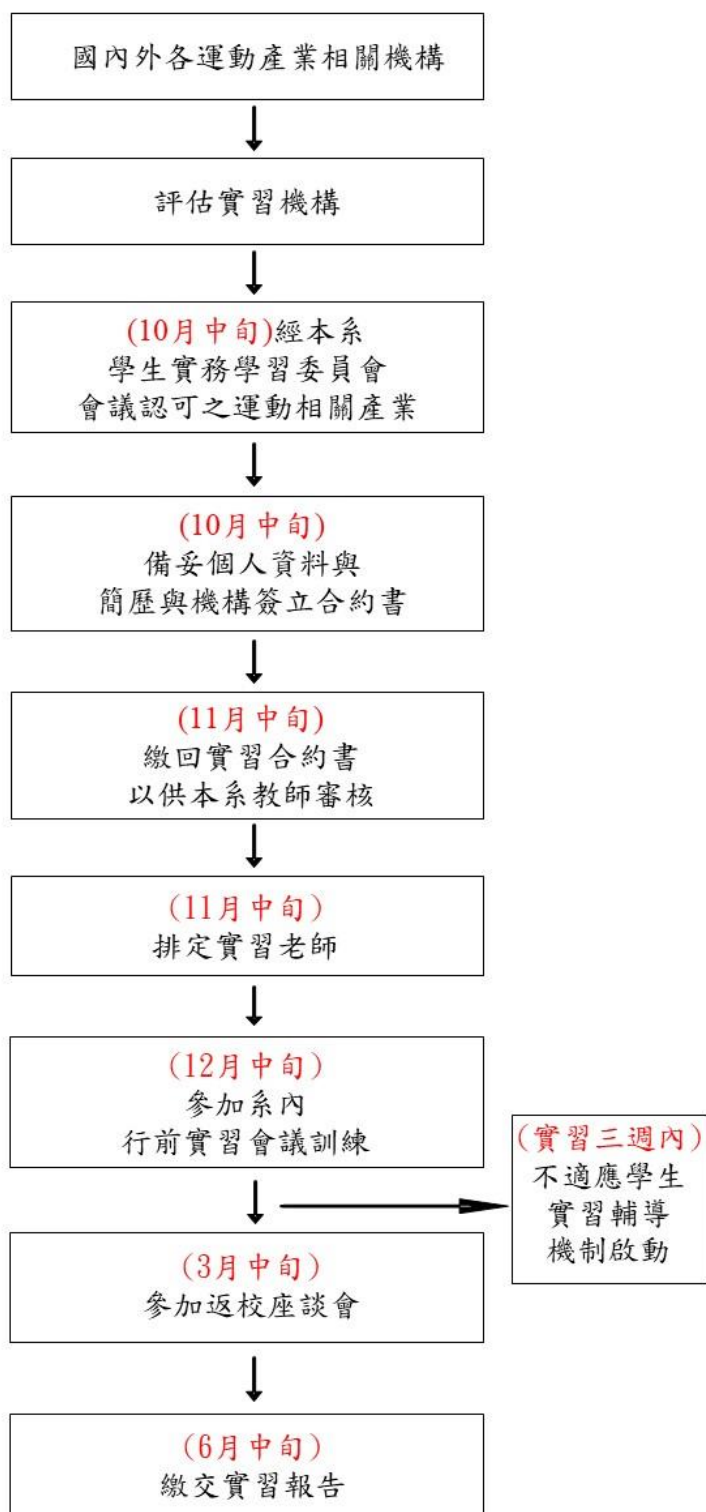 國內外各運動產業相關機構
評估實習機構
(10月中旬)經本系
學生實務學習委員會
會議認可之運動相關產業
(10月中旬)
備妥個人資料與
簡歷與機構簽立合約書
(11月中旬)
繳回實習合約書
以供本系教師審核
(11月中旬)
排定實習老師
(12月中旬)
參加系內
行前實習會議訓練
(實習三週內)
不適應學生
實習輔導
機制啟動
(3月中旬)
參加返校座談會
(6月中旬)
繳交實習報告